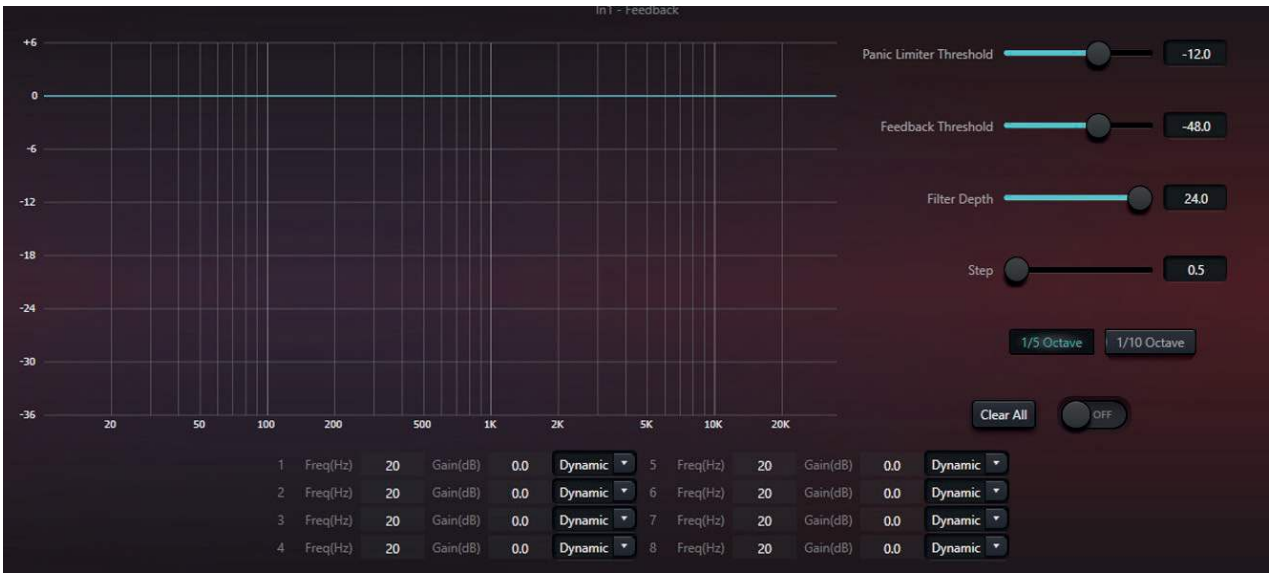 In1 - Feedback
+6
0
-6
-12
-18
-24
-30
-36
20 50 100 200 500 1K 2K 5K 10K 20K
Panic Limiter Threshold -12.0
Feedback Threshold -48.0
Filter Depth 24.0
Step 0.5
1/5 Octave 1/10 Octave
Clear All OFF
1 Freq(Hz) 20 Gain(dB) 0.0 Dynamic 5 Freq(Hz) 20 Gain(dB) 0.0 Dynamic
2 Freq(Hz) 20 Gain(dB) 0.0 Dynamic 6 Freq(Hz) 20 Gain(dB) 0.0 Dynamic
3 Freq(Hz) 20 Gain(dB) 0.0 Dynamic 7 Freq(Hz) 20 Gain(dB) 0.0 Dynamic
4 Freq(Hz) 20 Gain(dB) 0.0 Dynamic 8 Freq(Hz) 20 Gain(dB) 0.0 Dynamic